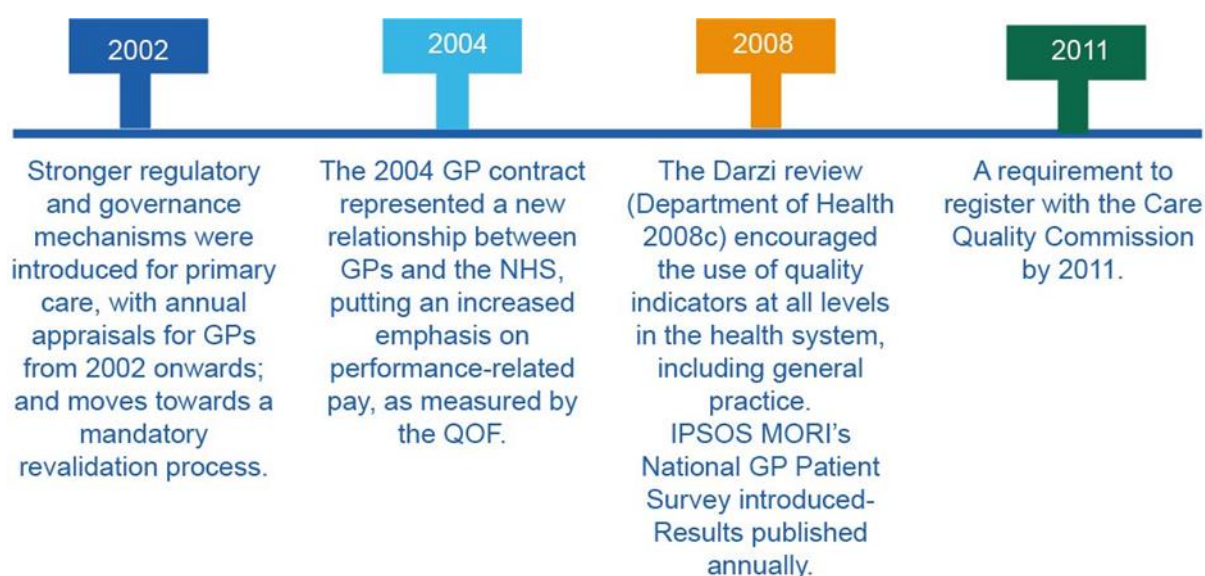 2002
2004
2008
2011
Stronger regulatory
and governance
mechanisms were
introduced for primary
care, with annual
appraisals for GPs
from 2002 onwards;
and moves towards a
mandatory
revalidation process.
The 2004 GP contract
represented a new
relationship between
GPs and the NHS,
putting an increased
emphasis on
performance-related
pay, as measured by
the QOF.
The Darzi review
(Department of Health
2008c) encouraged
the use of quality
indicators at all levels
in the health system,
including general
practice.
IPSOS MORI’s
National GP Patient
Survey introduced-
Results published
annually.
A requirement to
register with the Care
Quality Commission
by 2011.